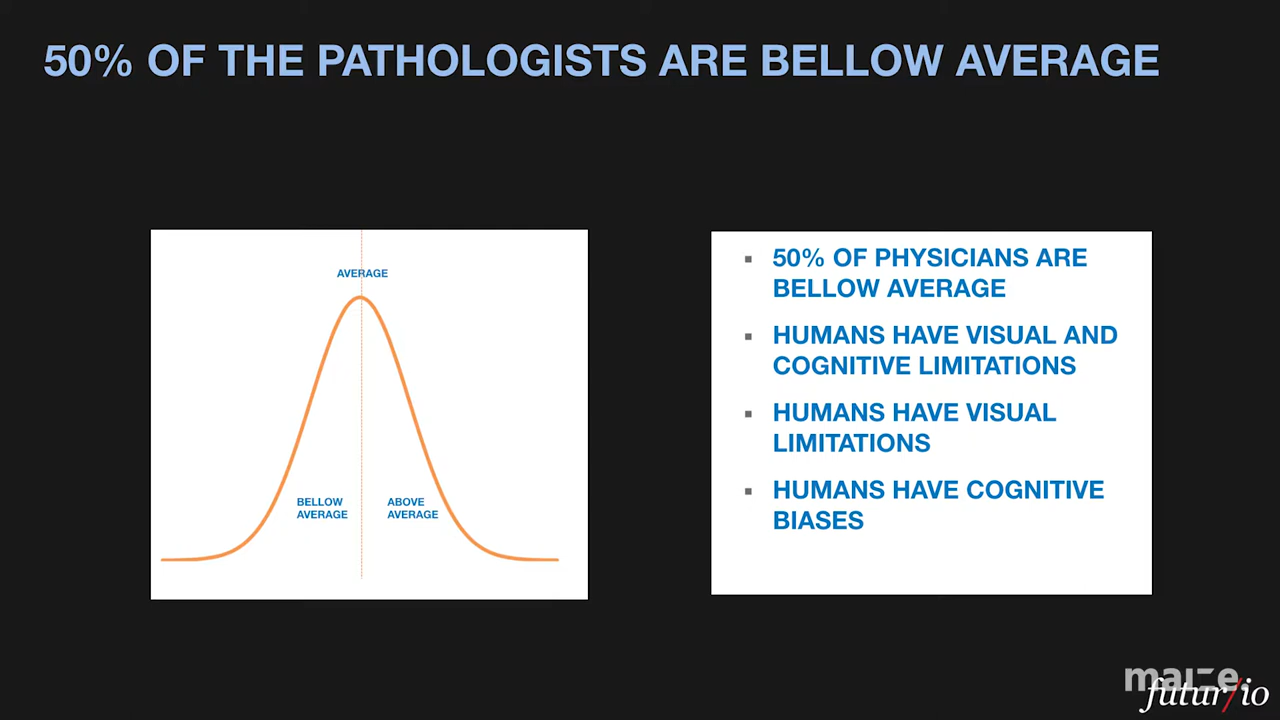 50% OF THE PATHOLOGISTS ARE BELLOW AVERAGE
AVERAGE
BELLOW
AVERAGE
ABOVE
AVERAGE
50% OF PHYSICIANS ARE
BELLOW AVERAGE
HUMANS HAVE VISUAL AND
COGNITIVE LIMITATIONS
HUMANS HAVE VISUAL
LIMITATIONS
HUMANS HAVE COGNITIVE
BIASES
maize.
futur/io